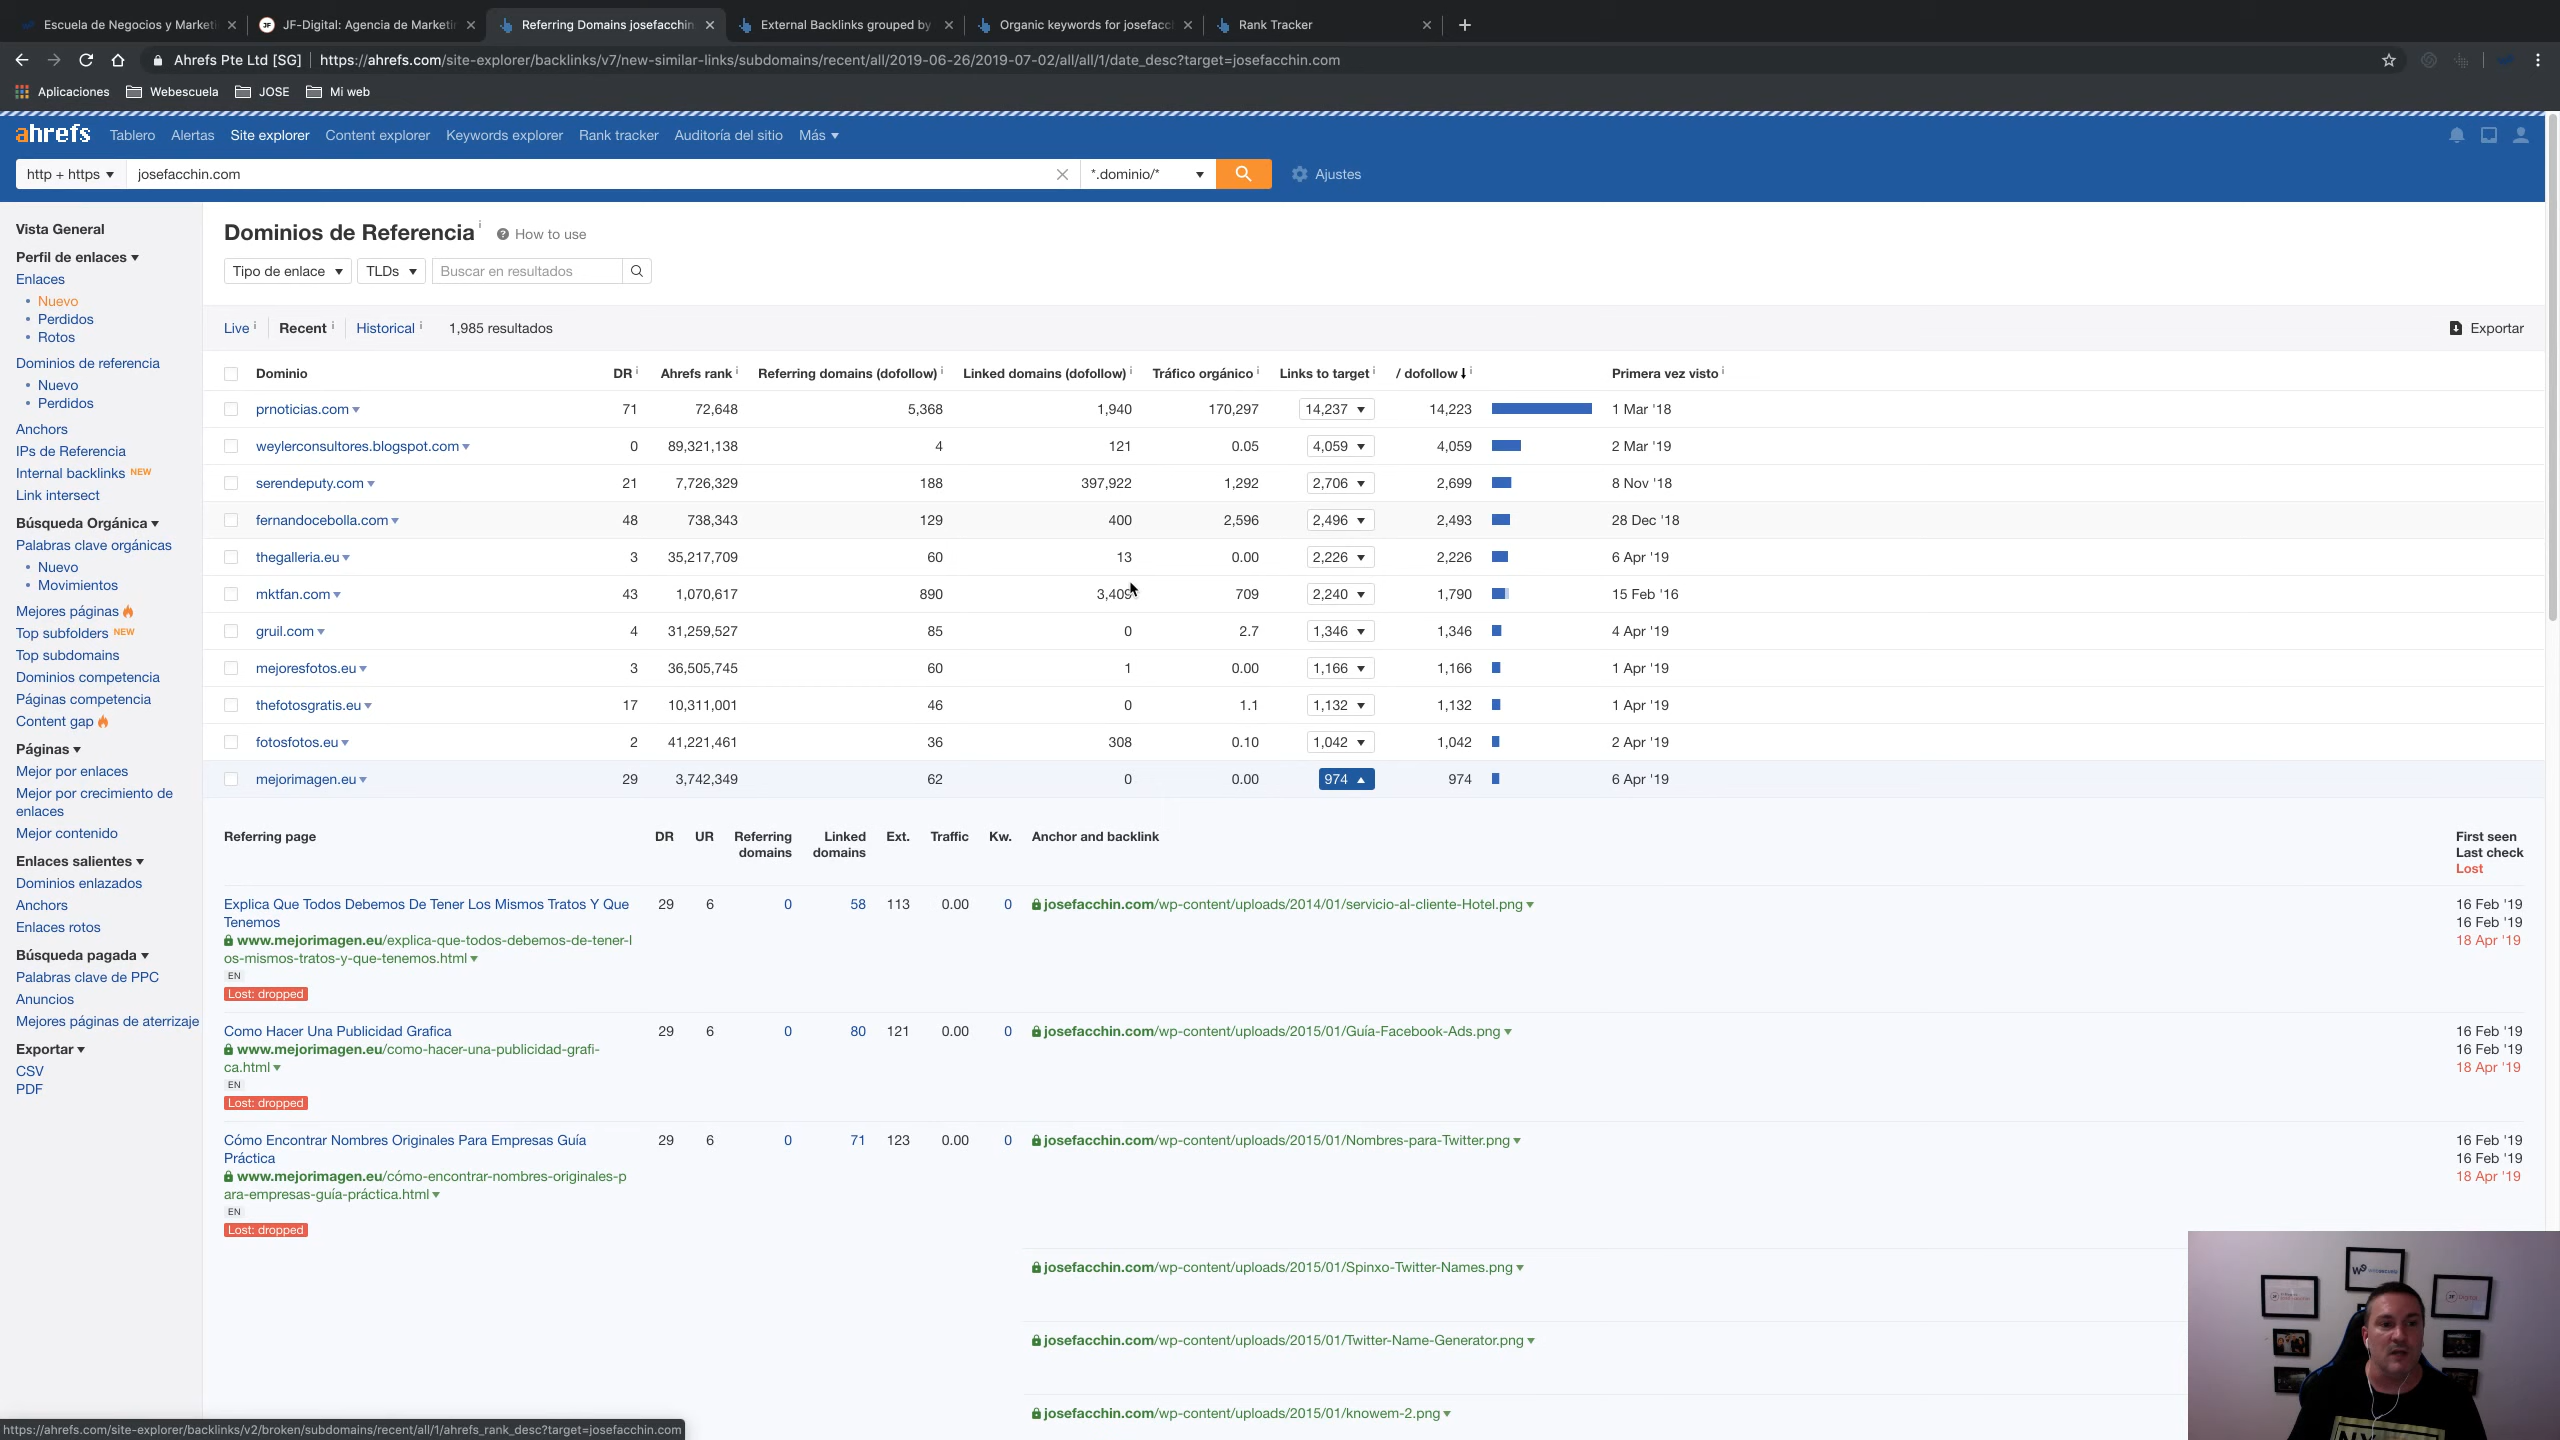 Escuela de Negocios y Marketi
JF-Digital: Agencia de Marketin
Referring Domains josefacchin.
External Backlinks grouped by
Organic keywords for josefacc
Rank Tracker
Ahrefs Pte Ltd [SG]
https://ahrefs.com/site-explorer/backlinks/v7/new-similar-links/subdomains/recent/all/2019-06-26/2019-07-02/all/all/1/date_desc?target=josefacchin.com
Aplicaciones Webescuela JOSE Mi web
ahrefs Tablero Alertas Site explorer Content explorer Keywords explorer Rank tracker Auditoría del sitio Más
http + https josefacchin.com *.dominio/* Ajustes
Vista General
Perfil de enlaces
Enlaces
• Nuevo
• Perdidos
• Rotos
Dominios de referencia
• Nuevo
• Perdidos
Anchors
IPs de Referencia
Internal backlinks NEW
Link intersect
Búsqueda Orgánica
Palabras clave orgánicas
• Nuevo
• Movimientos
Mejores páginas
Top subfolders NEW
Top subdomains
Dominios competencia
Páginas competencia
Content gap
Páginas
Mejor por enlaces
Mejor por crecimiento de
enlaces
Mejor contenido
Enlaces salientes
Dominios enlazados
Anchors
Enlaces rotos
Búsqueda pagada
Palabras clave de PPC
Anuncios
Mejores páginas de aterrizaje
Exportar
CSV
PDF
Dominios de Referencia i How to use
Tipo de enlace TLDs Buscar en resultados
Live i Recent i Historical i 1,985 resultados Exportar
Dominio DR i Ahrefs rank i Referring domains (dofollow) i Linked domains (dofollow) i Tráfico orgánico i Links to target i / dofollow i Primera vez visto i
prnoticias.com 71 72,648 5,368 1,940 170,297 14,237 14,223 1 Mar '18
weylerconsultores.blogspot.com 0 89,321,138 4 121 0.05 4,059 4,059 2 Mar '19
serendeputy.com 21 7,726,329 188 397,922 1,292 2,706 2,699 8 Nov '18
fernandocebolla.com 48 738,343 129 400 2,596 2,496 2,493 28 Dec '18
thegalleria.eu 3 35,217,709 60 13 0.00 2,226 2,226 6 Apr '19
mktfan.com 43 1,070,617 890 3,409 709 2,240 1,790 15 Feb '16
gruil.com 4 31,259,527 85 0 2.7 1,346 1,346 4 Apr '19
mejoresfotos.eu 3 36,505,745 60 1 0.00 1,166 1,166 1 Apr '19
thefotosgratis.eu 17 10,311,001 46 0 1.1 1,132 1,132 1 Apr '19
fotosfotos.eu 2 41,221,461 36 308 0.10 1,042 1,042 2 Apr '19
mejorimagen.eu 29 3,742,349 62 0 0.00 974 974 6 Apr '19
Referring page DR UR Referring Linked Ext. Traffic Kw. Anchor and backlink First seen
domains domains Last check
Lost
Explica Que Todos Debemos De Tener Los Mismos Tratos Y Que 29 6 0 58 113 0.00 0 josefacchin.com/wp-content/uploads/2014/01/servicio-al-cliente-Hotel.png 16 Feb '19
Tenemos 16 Feb '19
www.mejorimagen.eu/explica-que-todos-debemos-de-tener-l 18 Apr '19
os-mismos-tratos-y-que-tenemos.html
EN
Lost: dropped
Como Hacer Una Publicidad Grafica 29 6 0 80 121 0.00 0 josefacchin.com/wp-content/uploads/2015/01/Guía-Facebook-Ads.png 16 Feb '19
www.mejorimagen.eu/como-hacer-una-publicidad-grafi- 16 Feb '19
ca.html 18 Apr '19
EN
Lost: dropped
Cómo Encontrar Nombres Originales Para Empresas Guía 29 6 0 71 123 0.00 0 josefacchin.com/wp-content/uploads/2015/01/Nombres-para-Twitter.png 16 Feb '19
Práctica 16 Feb '19
www.mejorimagen.eu/cómo-encontrar-nombres-originales-p 18 Apr '19
ara-empresas-guía-práctica.html
EN
Lost: dropped
josefacchin.com/wp-content/uploads/2015/01/Spinxo-Twitter-Names.png
josefacchin.com/wp-content/uploads/2015/01/Twitter-Name-Generator.png
josefacchin.com/wp-content/uploads/2015/01/knowem-2.png
https://ahrefs.com/site-explorer/backlinks/v2/broken/subdomains/recent/all/1/ahrefs_rank_desc?target=josefacchin.com